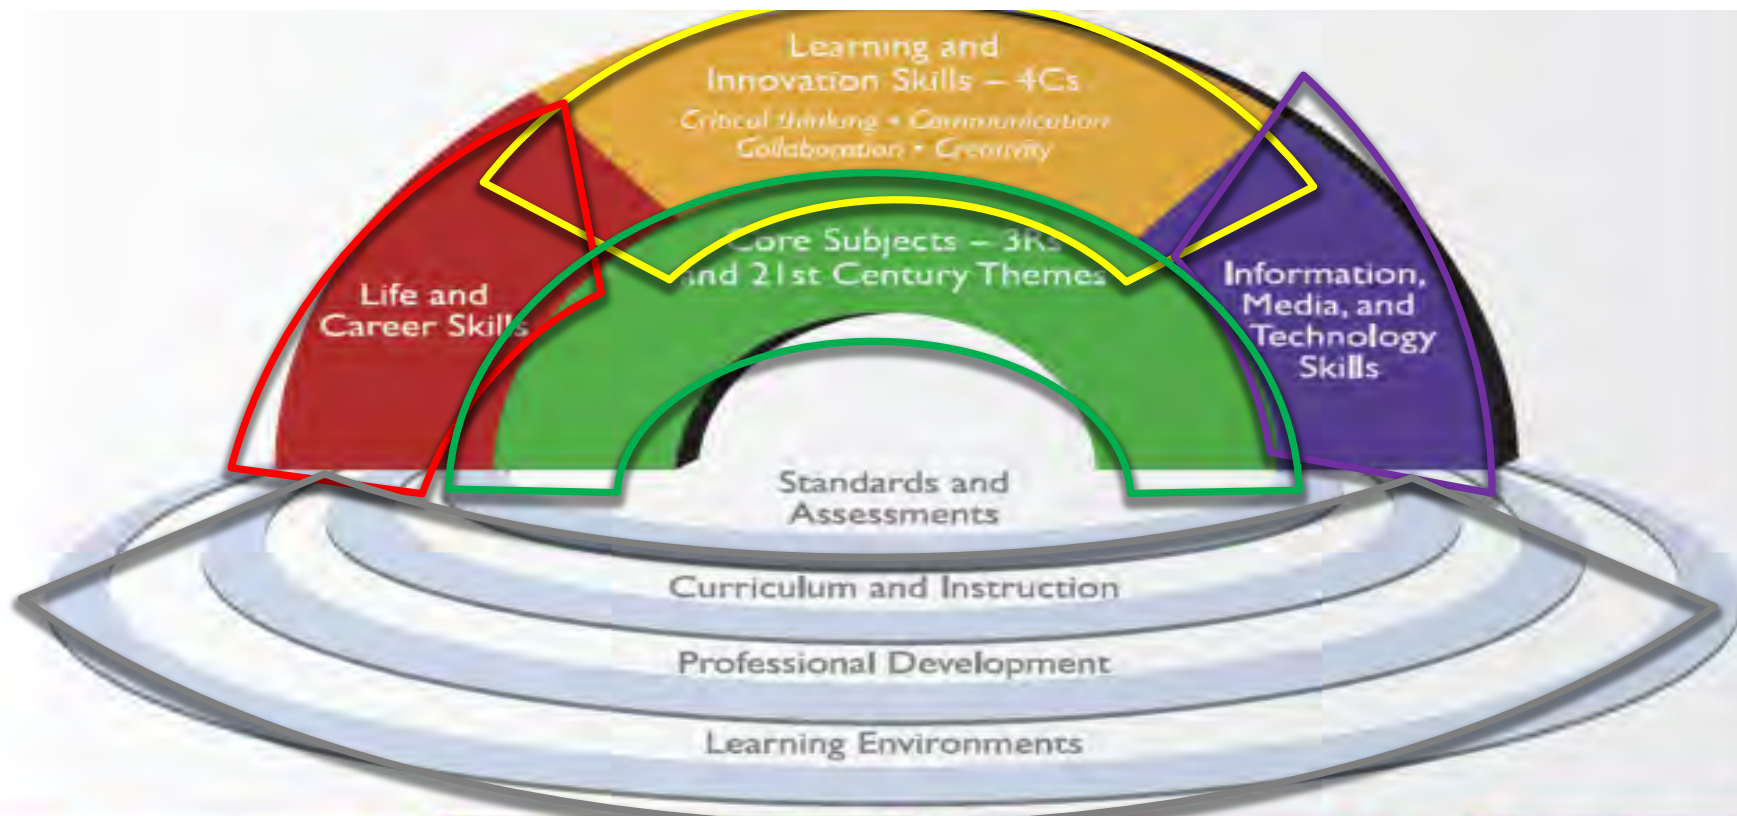 Learning and
Innovation Skills – 4Cs
Critical thinking • Communication
Collaboration • Creativity
Core Subjects – 3Rs
and 21st Century Themes
Life and
Career Skills
Information,
Media, and
Technology
Skills
Standards and
Assessments
Curriculum and Instruction
Professional Development
Learning Environments